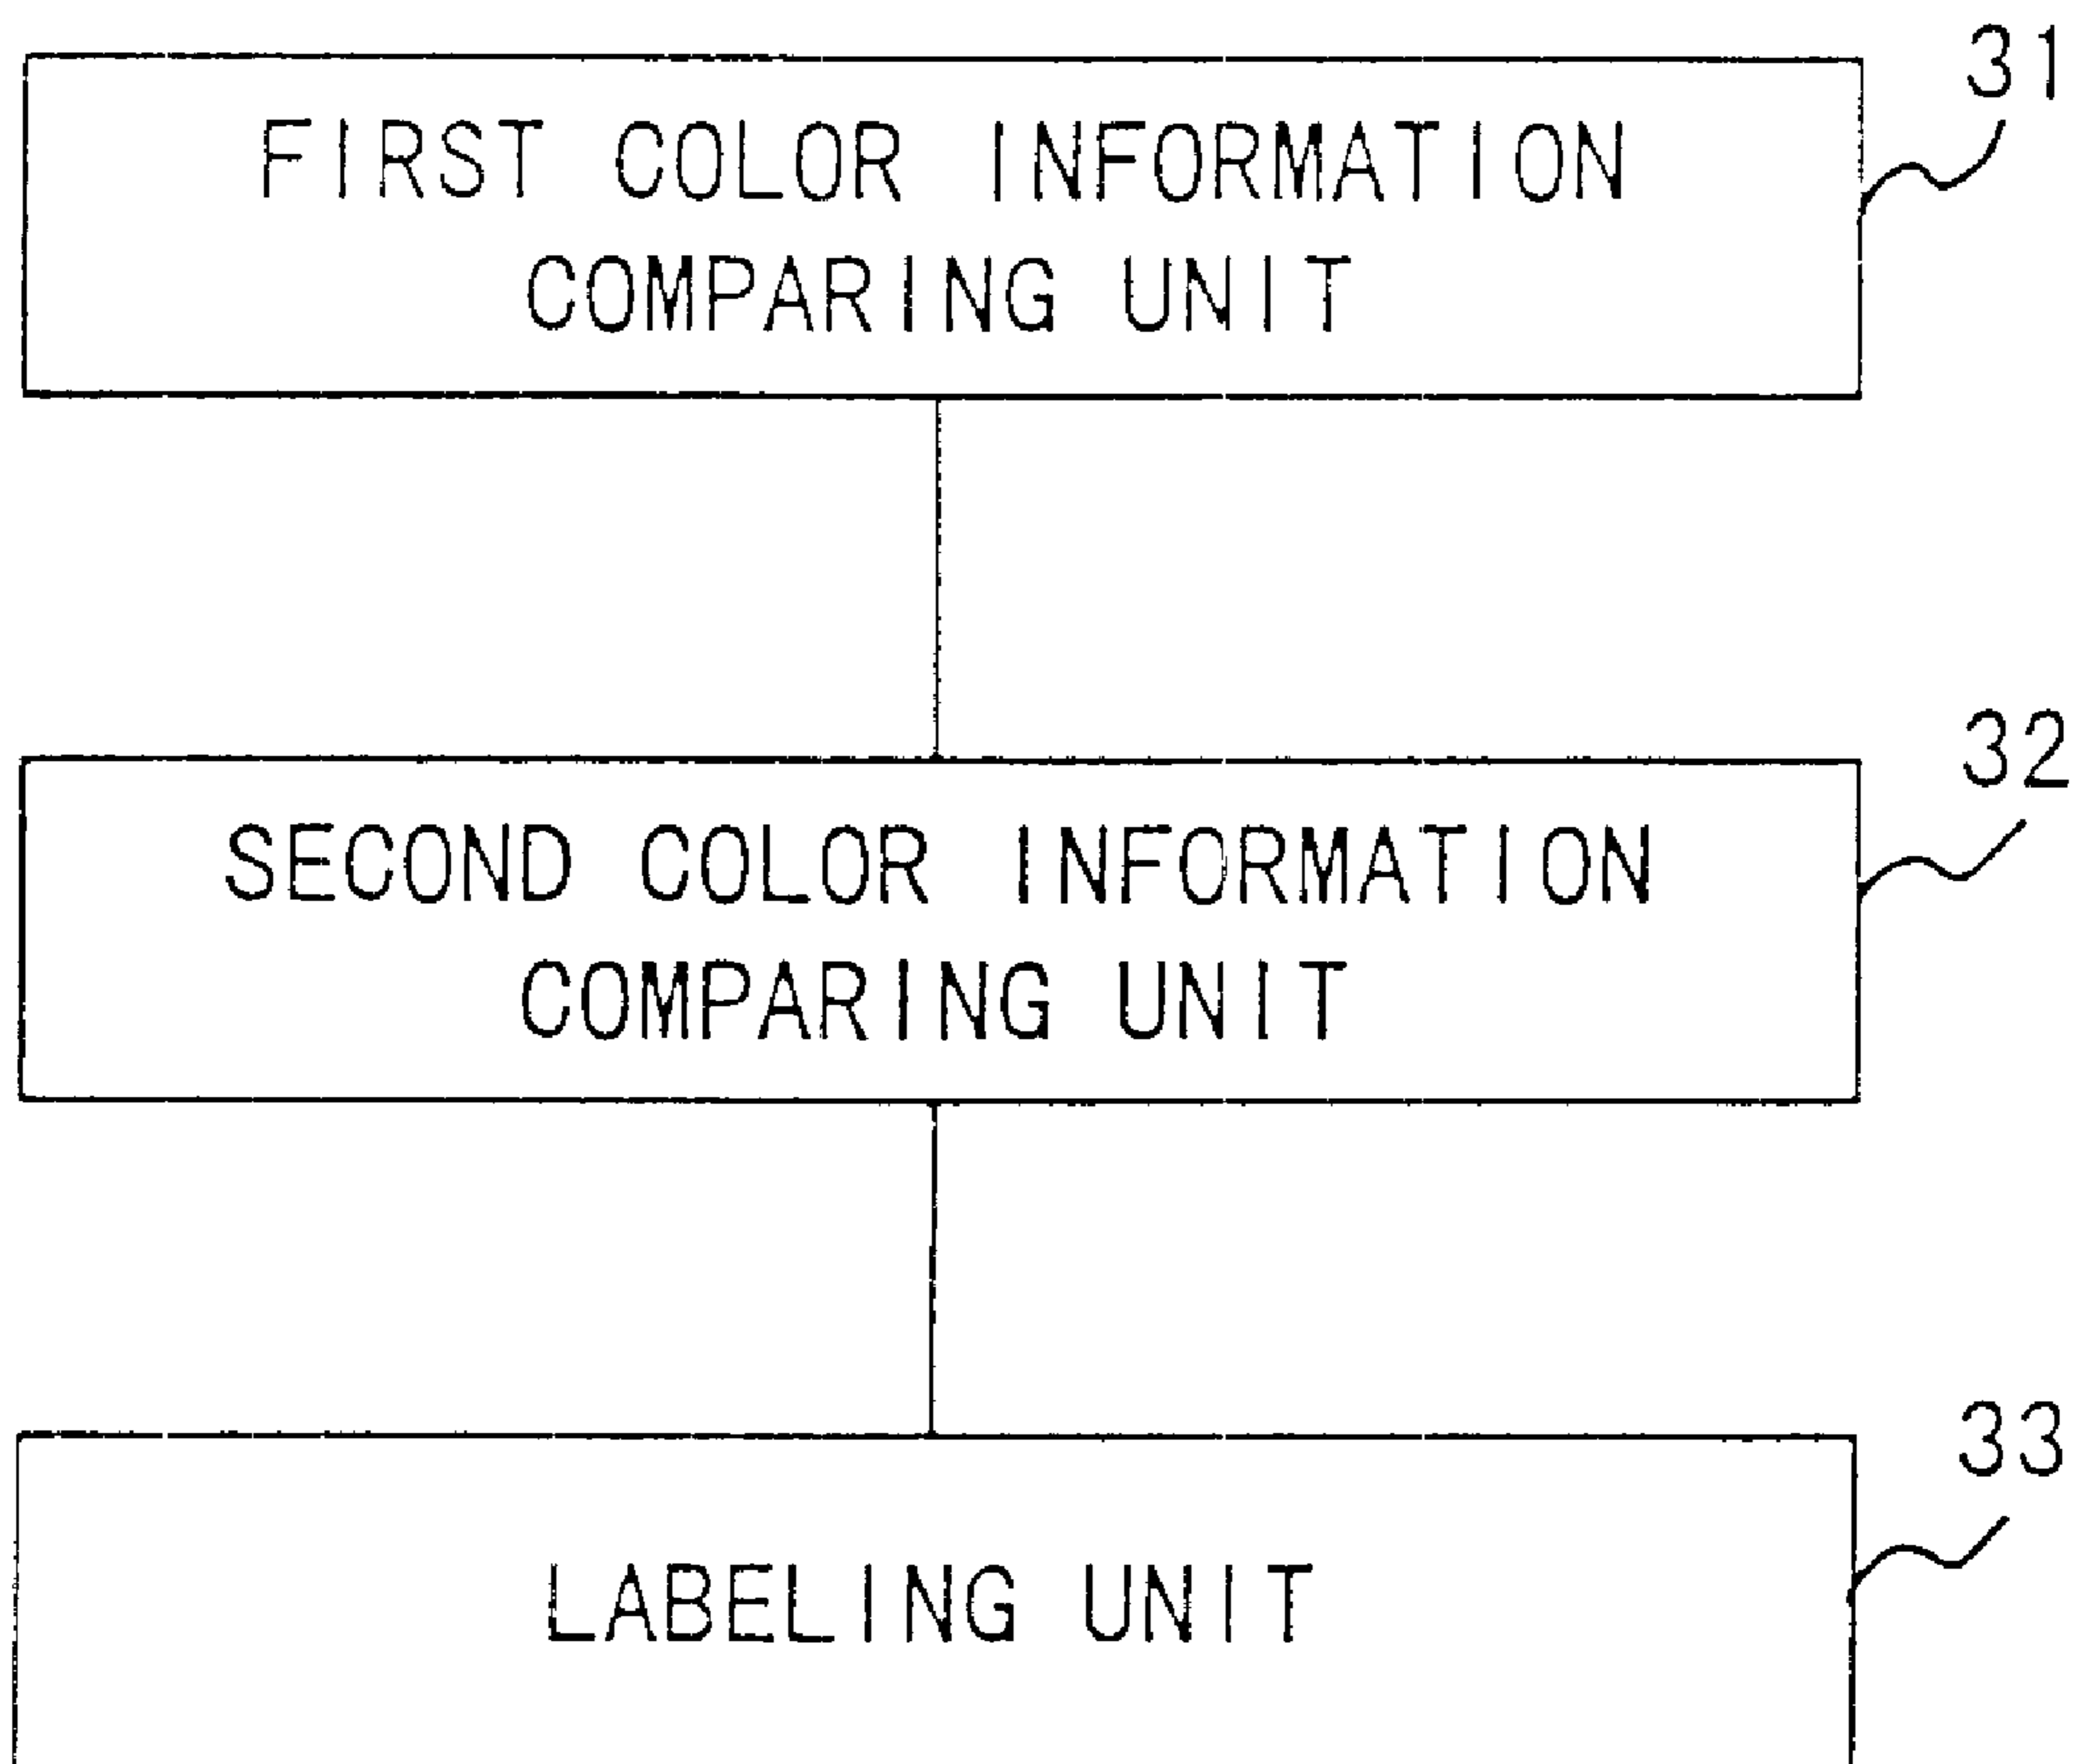 31
FIRST COLOR INFORMATION
COMPARING UNIT
32
SECOND COLOR INFORMATION
COMPARING UNIT
33
LABELING UNIT